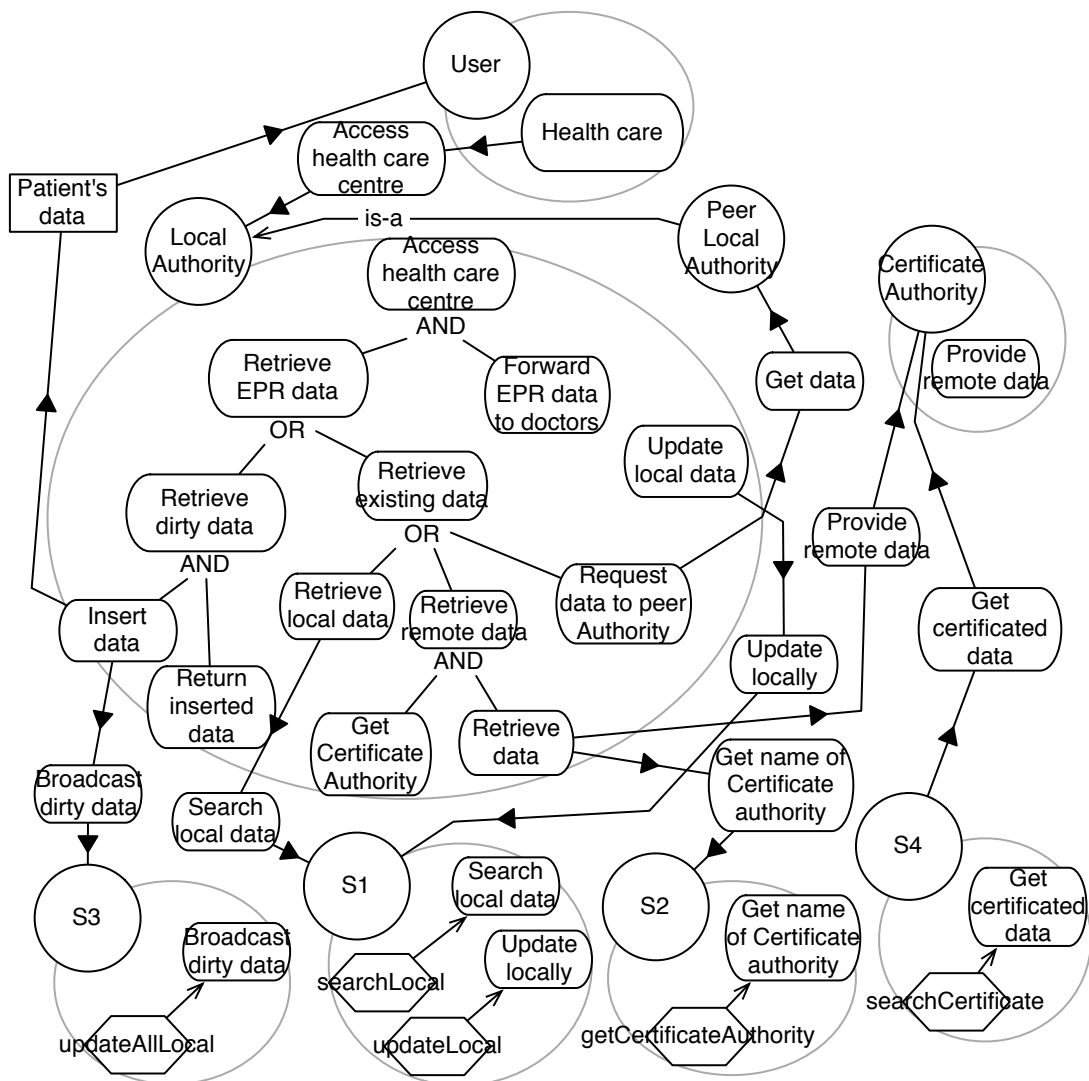 User
Access
health care
centre
Health care
Patient's
data
Local
Authority
is-a
Peer
Local
Authority
Access
health care
centre
AND
Certificate
Authority
Provide
remote data
Retrieve
EPR data
Forward
EPR data
to doctors
Get data
OR
Update
local data
Retrieve
dirty data
Retrieve
existing data
Provide
remote data
AND
OR
Insert
data
Retrieve
local data
Retrieve
remote data
Request
data to peer
Authority
Get
certificated
data
AND
Update
locally
Return
inserted
data
Get
Certificate
Authority
Retrieve
data
Get name of
Certificate
authority
Broadcast
dirty data
Search
local data
S3
S1
S2
S4
Search
local data
Get
certificated
data
Broadcast
dirty data
Update
locally
Get name
of Certificate
authority
searchLocal
searchCertificate
updateAllLocal
updateLocal
getCertificateAuthority